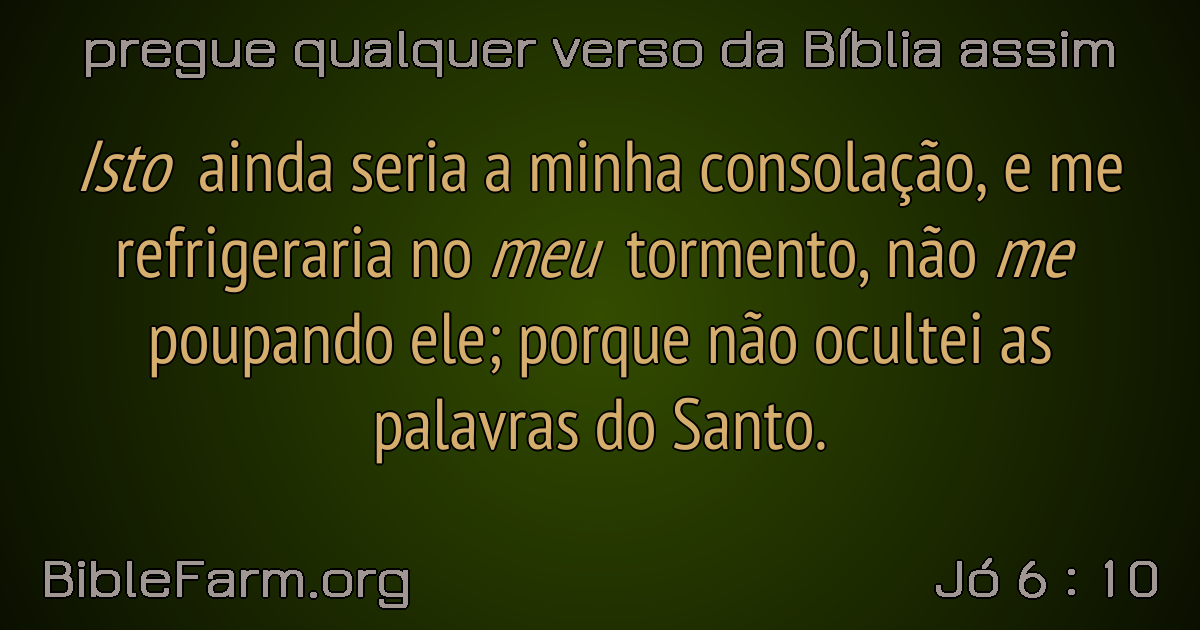 pregue qualquer verso da Bíblia assim
Isto ainda seria a minha consolação, e me
refrigeraria no meu tormento, não me
poupando ele; porque não ocultei as
palavras do Santo.
BibleFarm.org
Jó 6 : 10